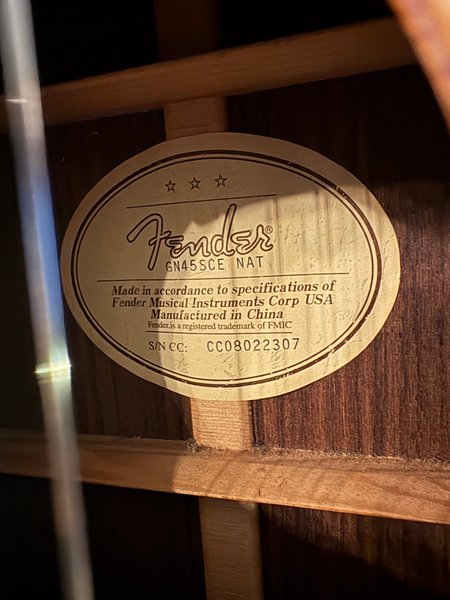 Fender®
GN45SCE NAT
Made in accordance to specifications of
Fender Musical Instruments Corp USA
Manufactured in China
Fender is a registered trademark of FMIC
S/N CC: CC08022307